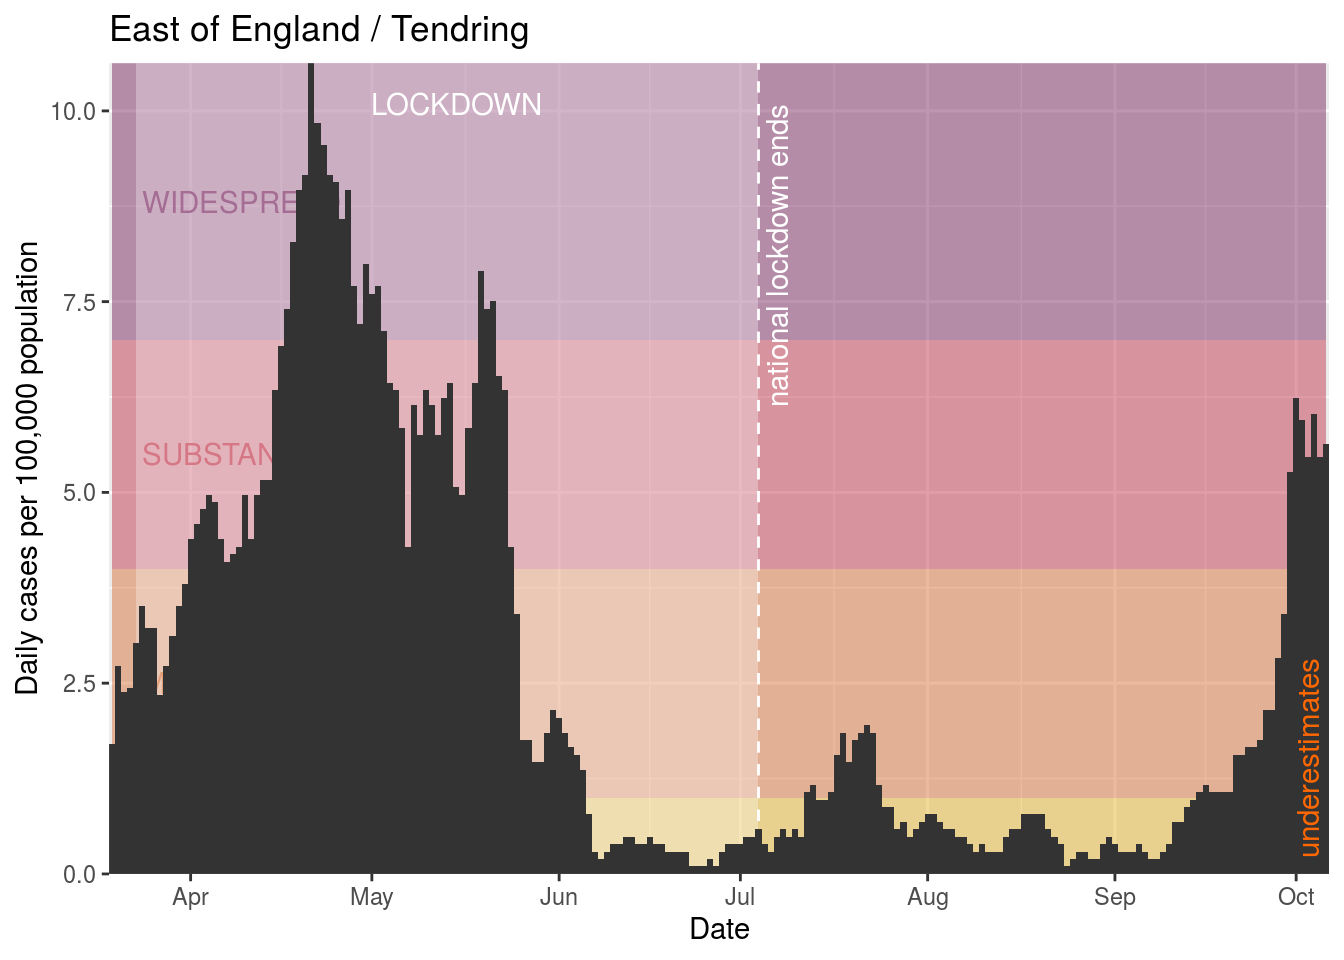 East of England / Tendring
Daily cases per 100,000 population
10.0
7.5
5.0
2.5
0.0
LOCKDOWN
WIDESPRE
SUBSTAN
national lockdown ends
underestimates
Apr
May
Jun
Jul
Aug
Sep
Oct
Date